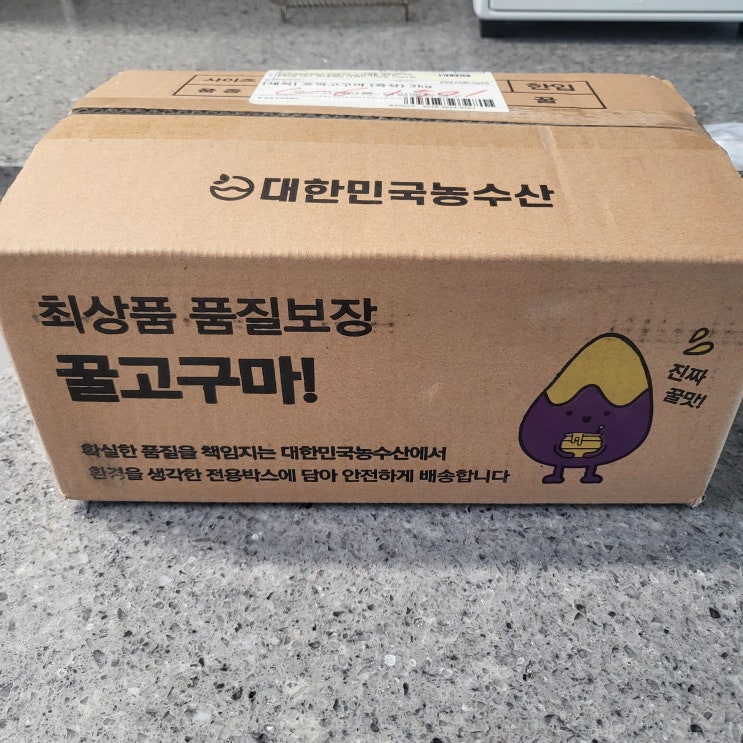 사이즈
한입
꿀
대한민국농수산
최상품 품질보장
꿀고구마!
진짜
꿀맛!
확실한 품질을 책임지는 대한민국농수산에서
환경을 생각한 전용박스에 담아 안전하게 배송합니다